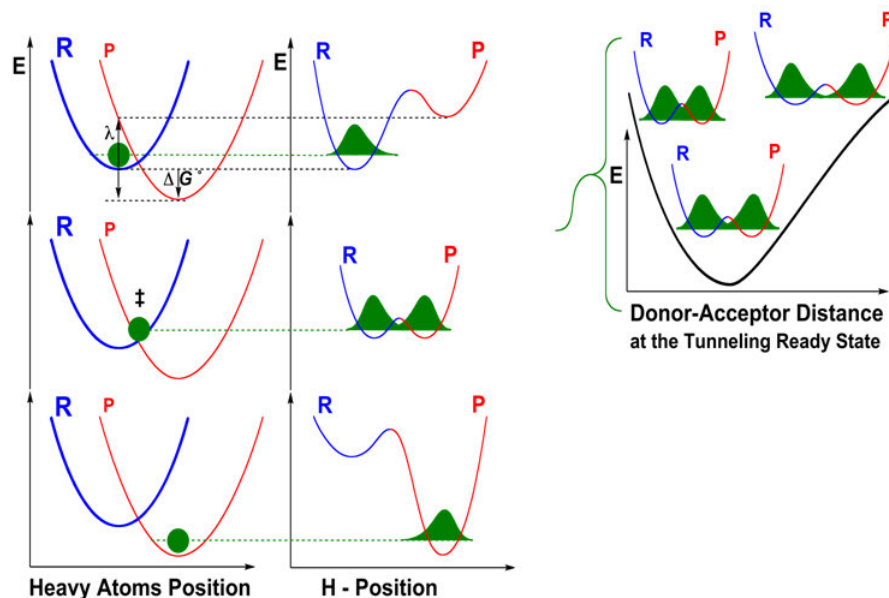 R P
E
λ
ΔG°
R P
E
R P
‡
R P
R P
R P
Heavy Atoms Position
H - Position
R P
R P
R P
E
Donor-Acceptor Distance
at the Tunneling Ready State